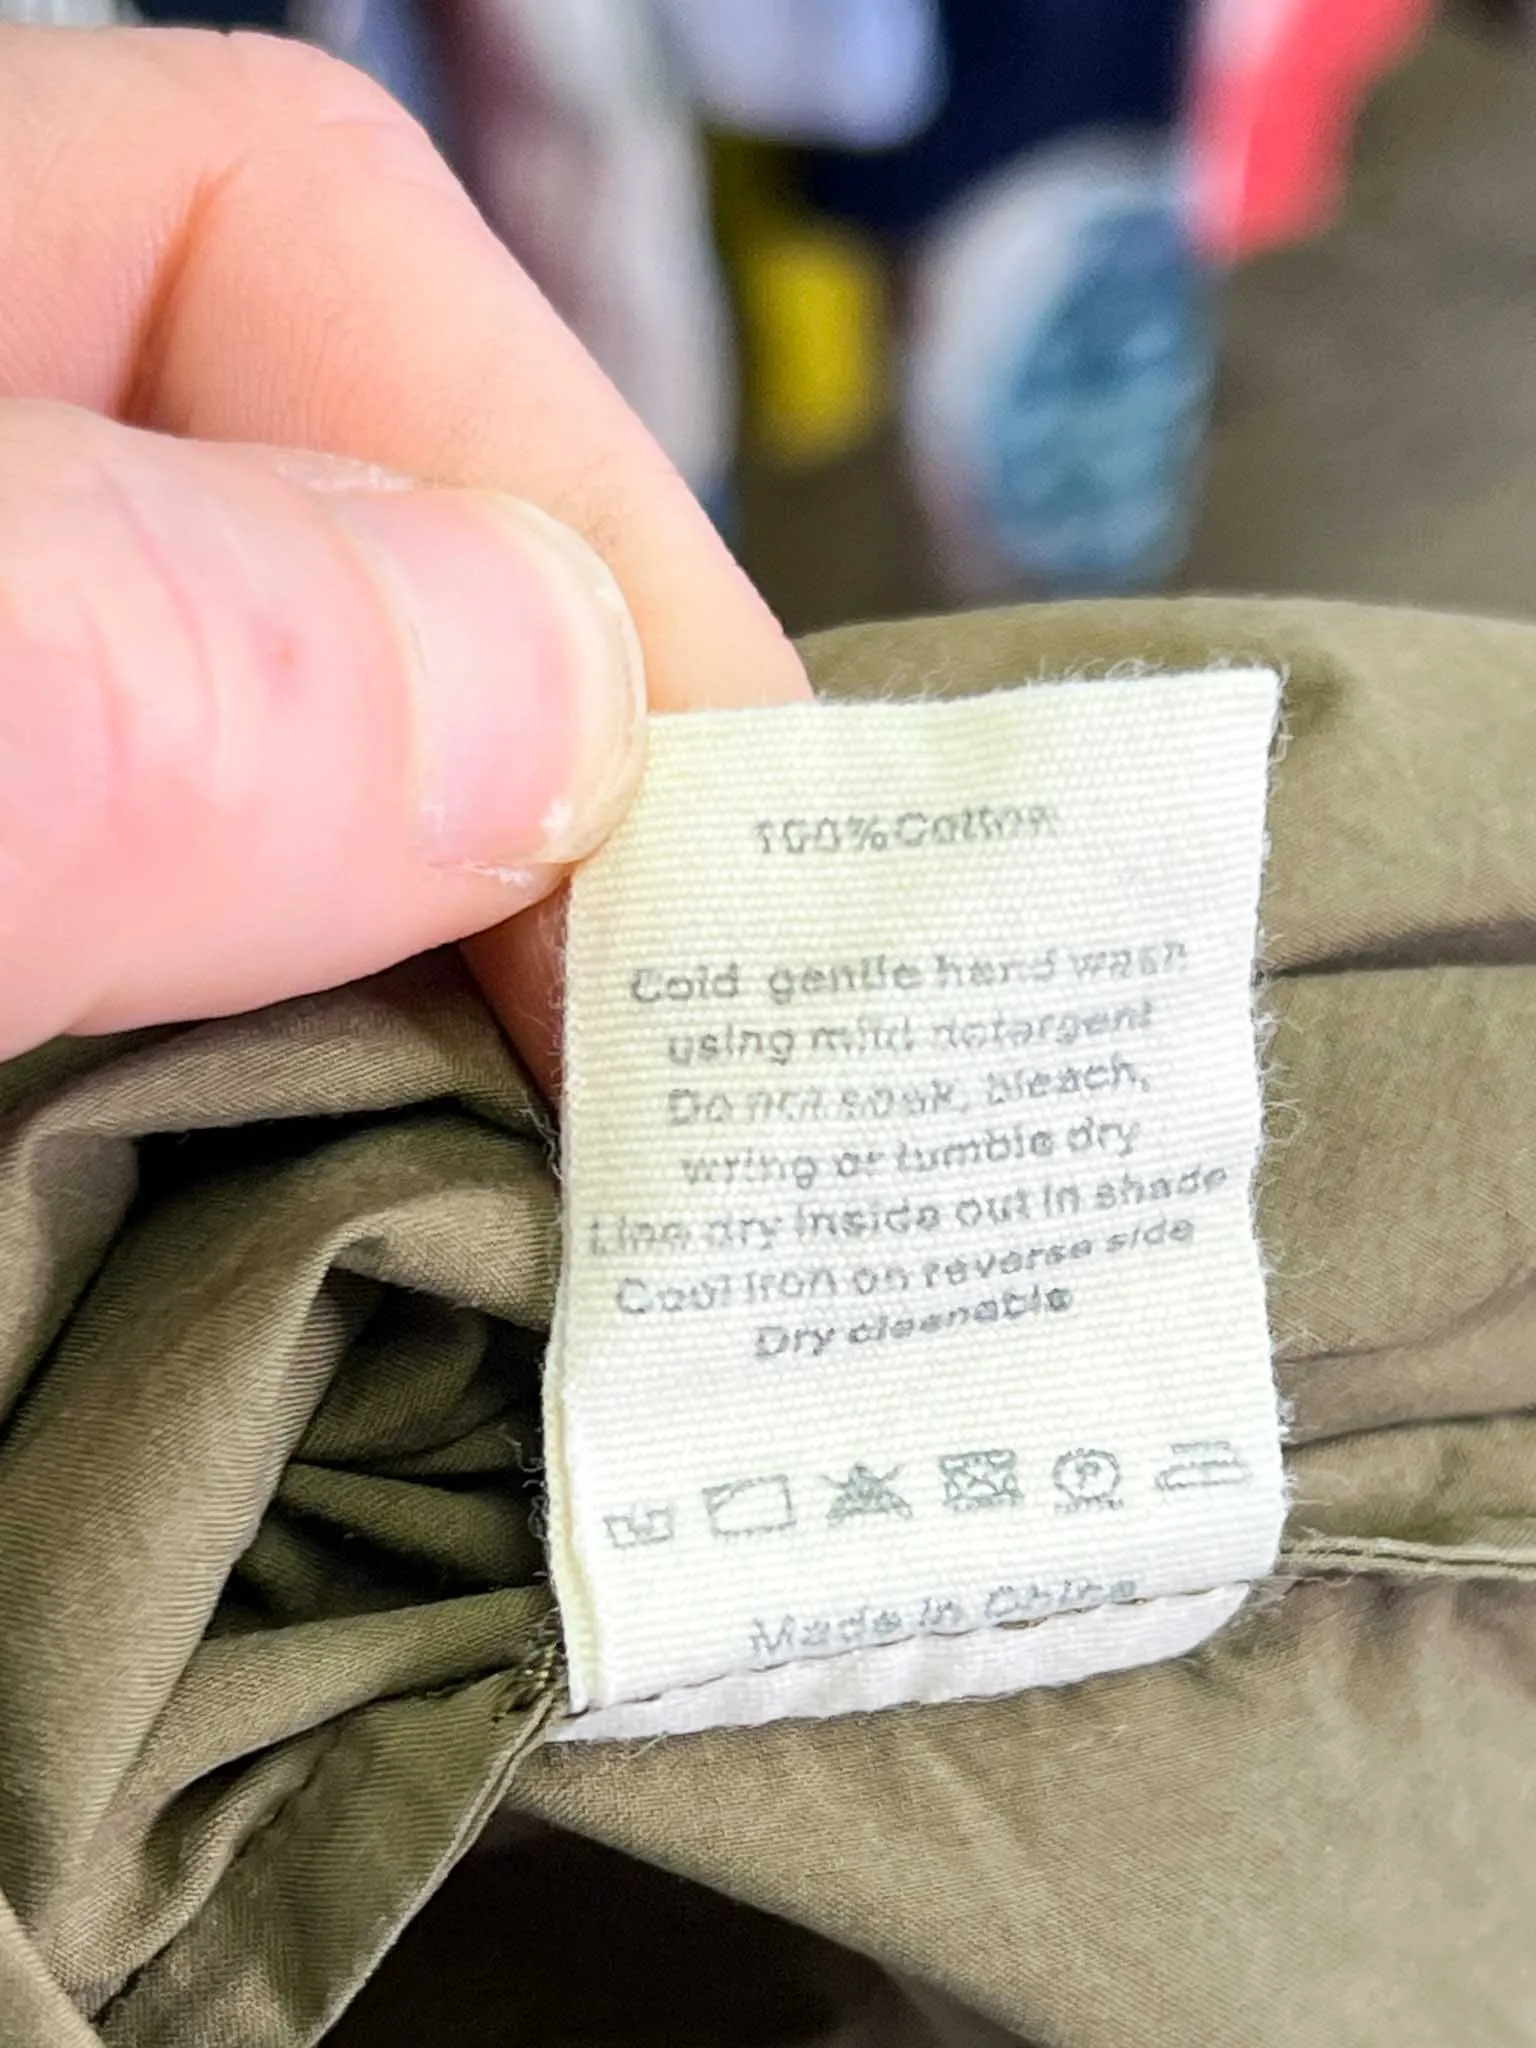 100%Cotton
Cold gentle hand wash
using mild detergent
Do not soak, bleach,
wring or tumble dry
Line dry inside out in shade
Cool iron on reverse side
Dry cleanable
P
Made in China